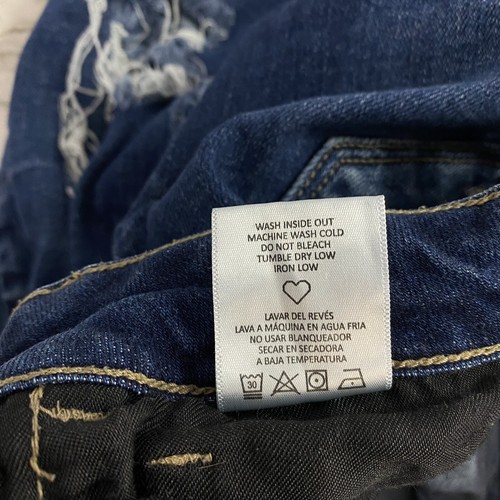 WASH INSIDE OUT
MACHINE WASH COLD
DO NOT BLEACH
TUMBLE DRY LOW
IRON LOW
LAVAR DEL REVÉS
LAVA A MÁQUINA EN AGUA FRIA
NO USAR BLANQUEADOR
SECAR EN SECADORA
A BAJA TEMPERATURA
30